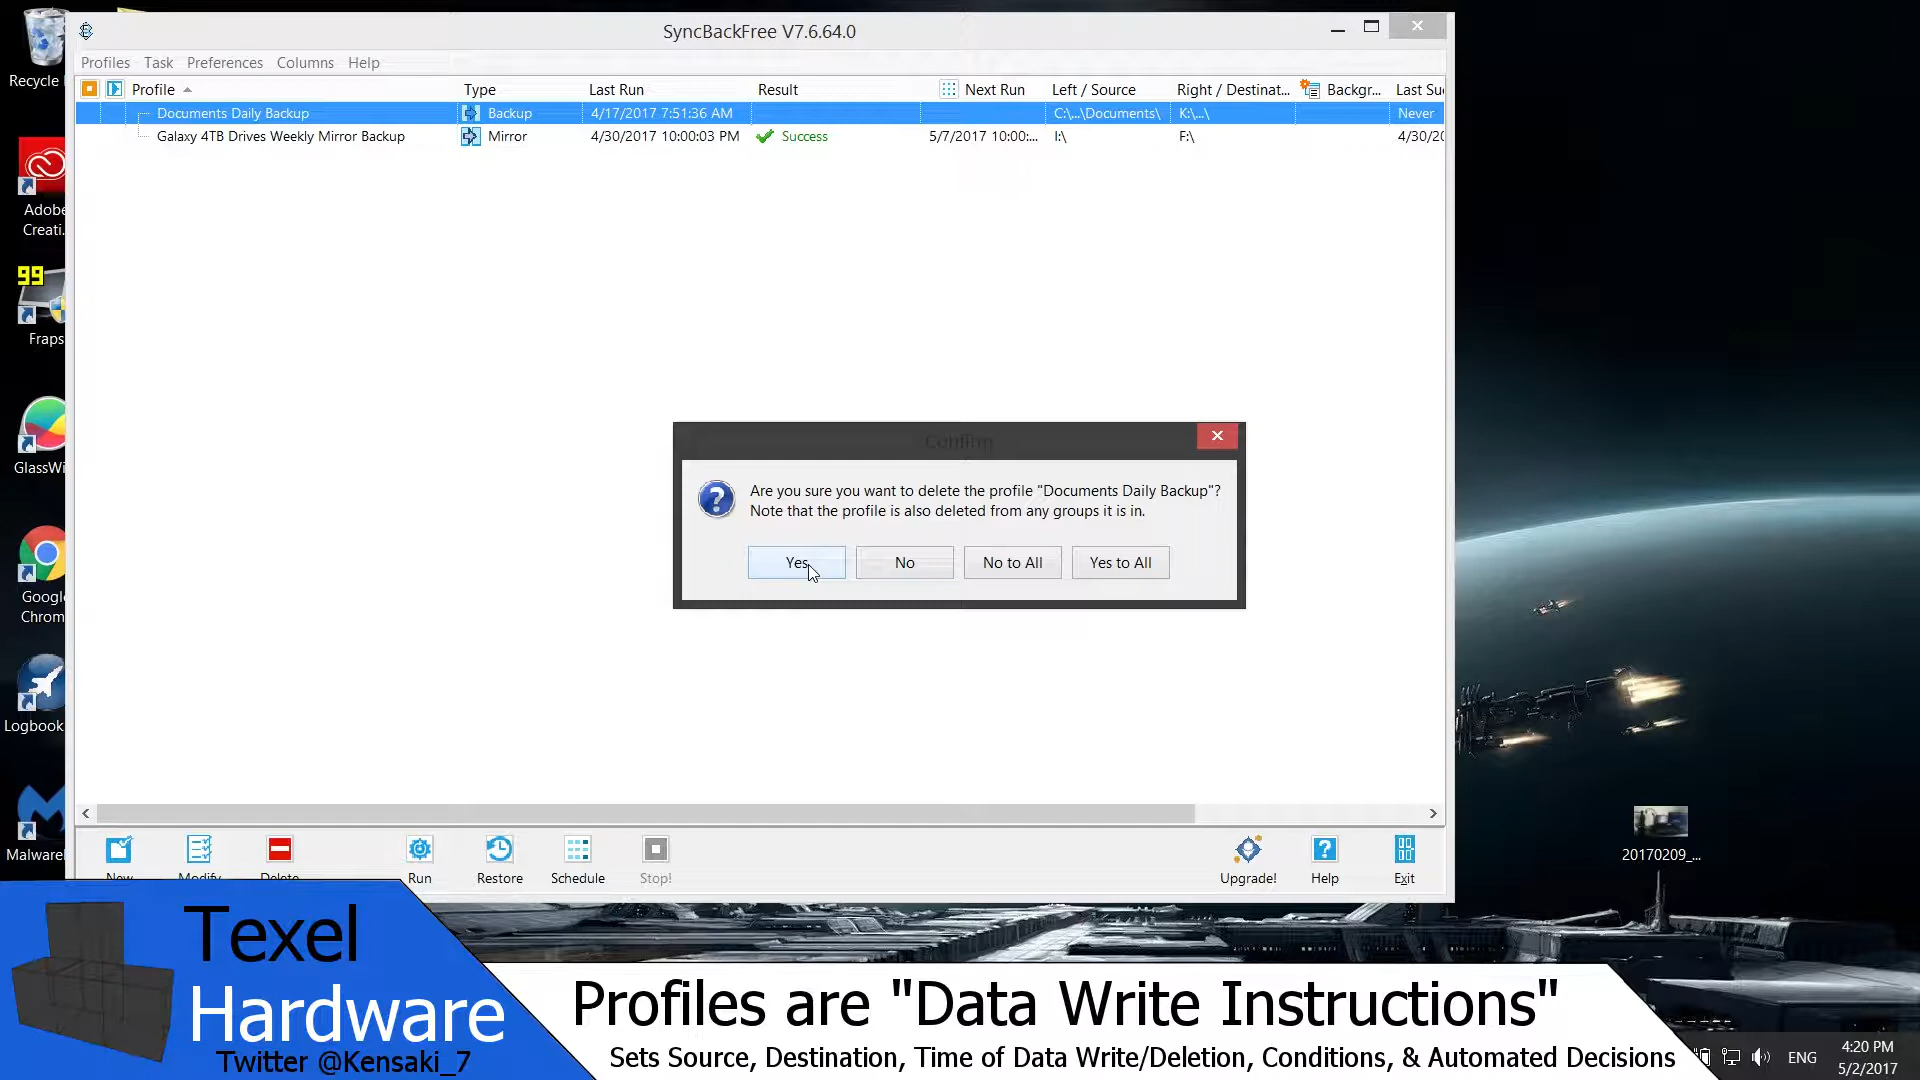 SyncBackFree V7.6.64.0
Profiles Task Preferences Columns Help
Profile Type Last Run Result Next Run Left / Source Right / Destinat... Backgr... Last Su
Documents Daily Backup Backup 4/17/2017 7:51:36 AM C:\...\Documents\ K:\...\ Never
Galaxy 4TB Drives Weekly Mirror Backup Mirror 4/30/2017 10:00:03 PM Success 5/7/2017 10:00:... I:\ F:\ 4/30/20
Recycle
Adobe
Creati...
99
Fraps
GlassWi
Google
Chrom
Logbook
Malwarel
Confirm
Are you sure you want to delete the profile "Documents Daily Backup"?
Note that the profile is also deleted from any groups it is in.
Yes No No to All Yes to All
20170209_...
New Modify Delete Run Restore Schedule Stop! Upgrade! Help Exit
Texel
Hardware
Twitter @Kensaki_7
Profiles are "Data Write Instructions"
Sets Source, Destination, Time of Data Write/Deletion, Conditions, & Automated Decisions
ENG
4:20 PM
5/2/2017